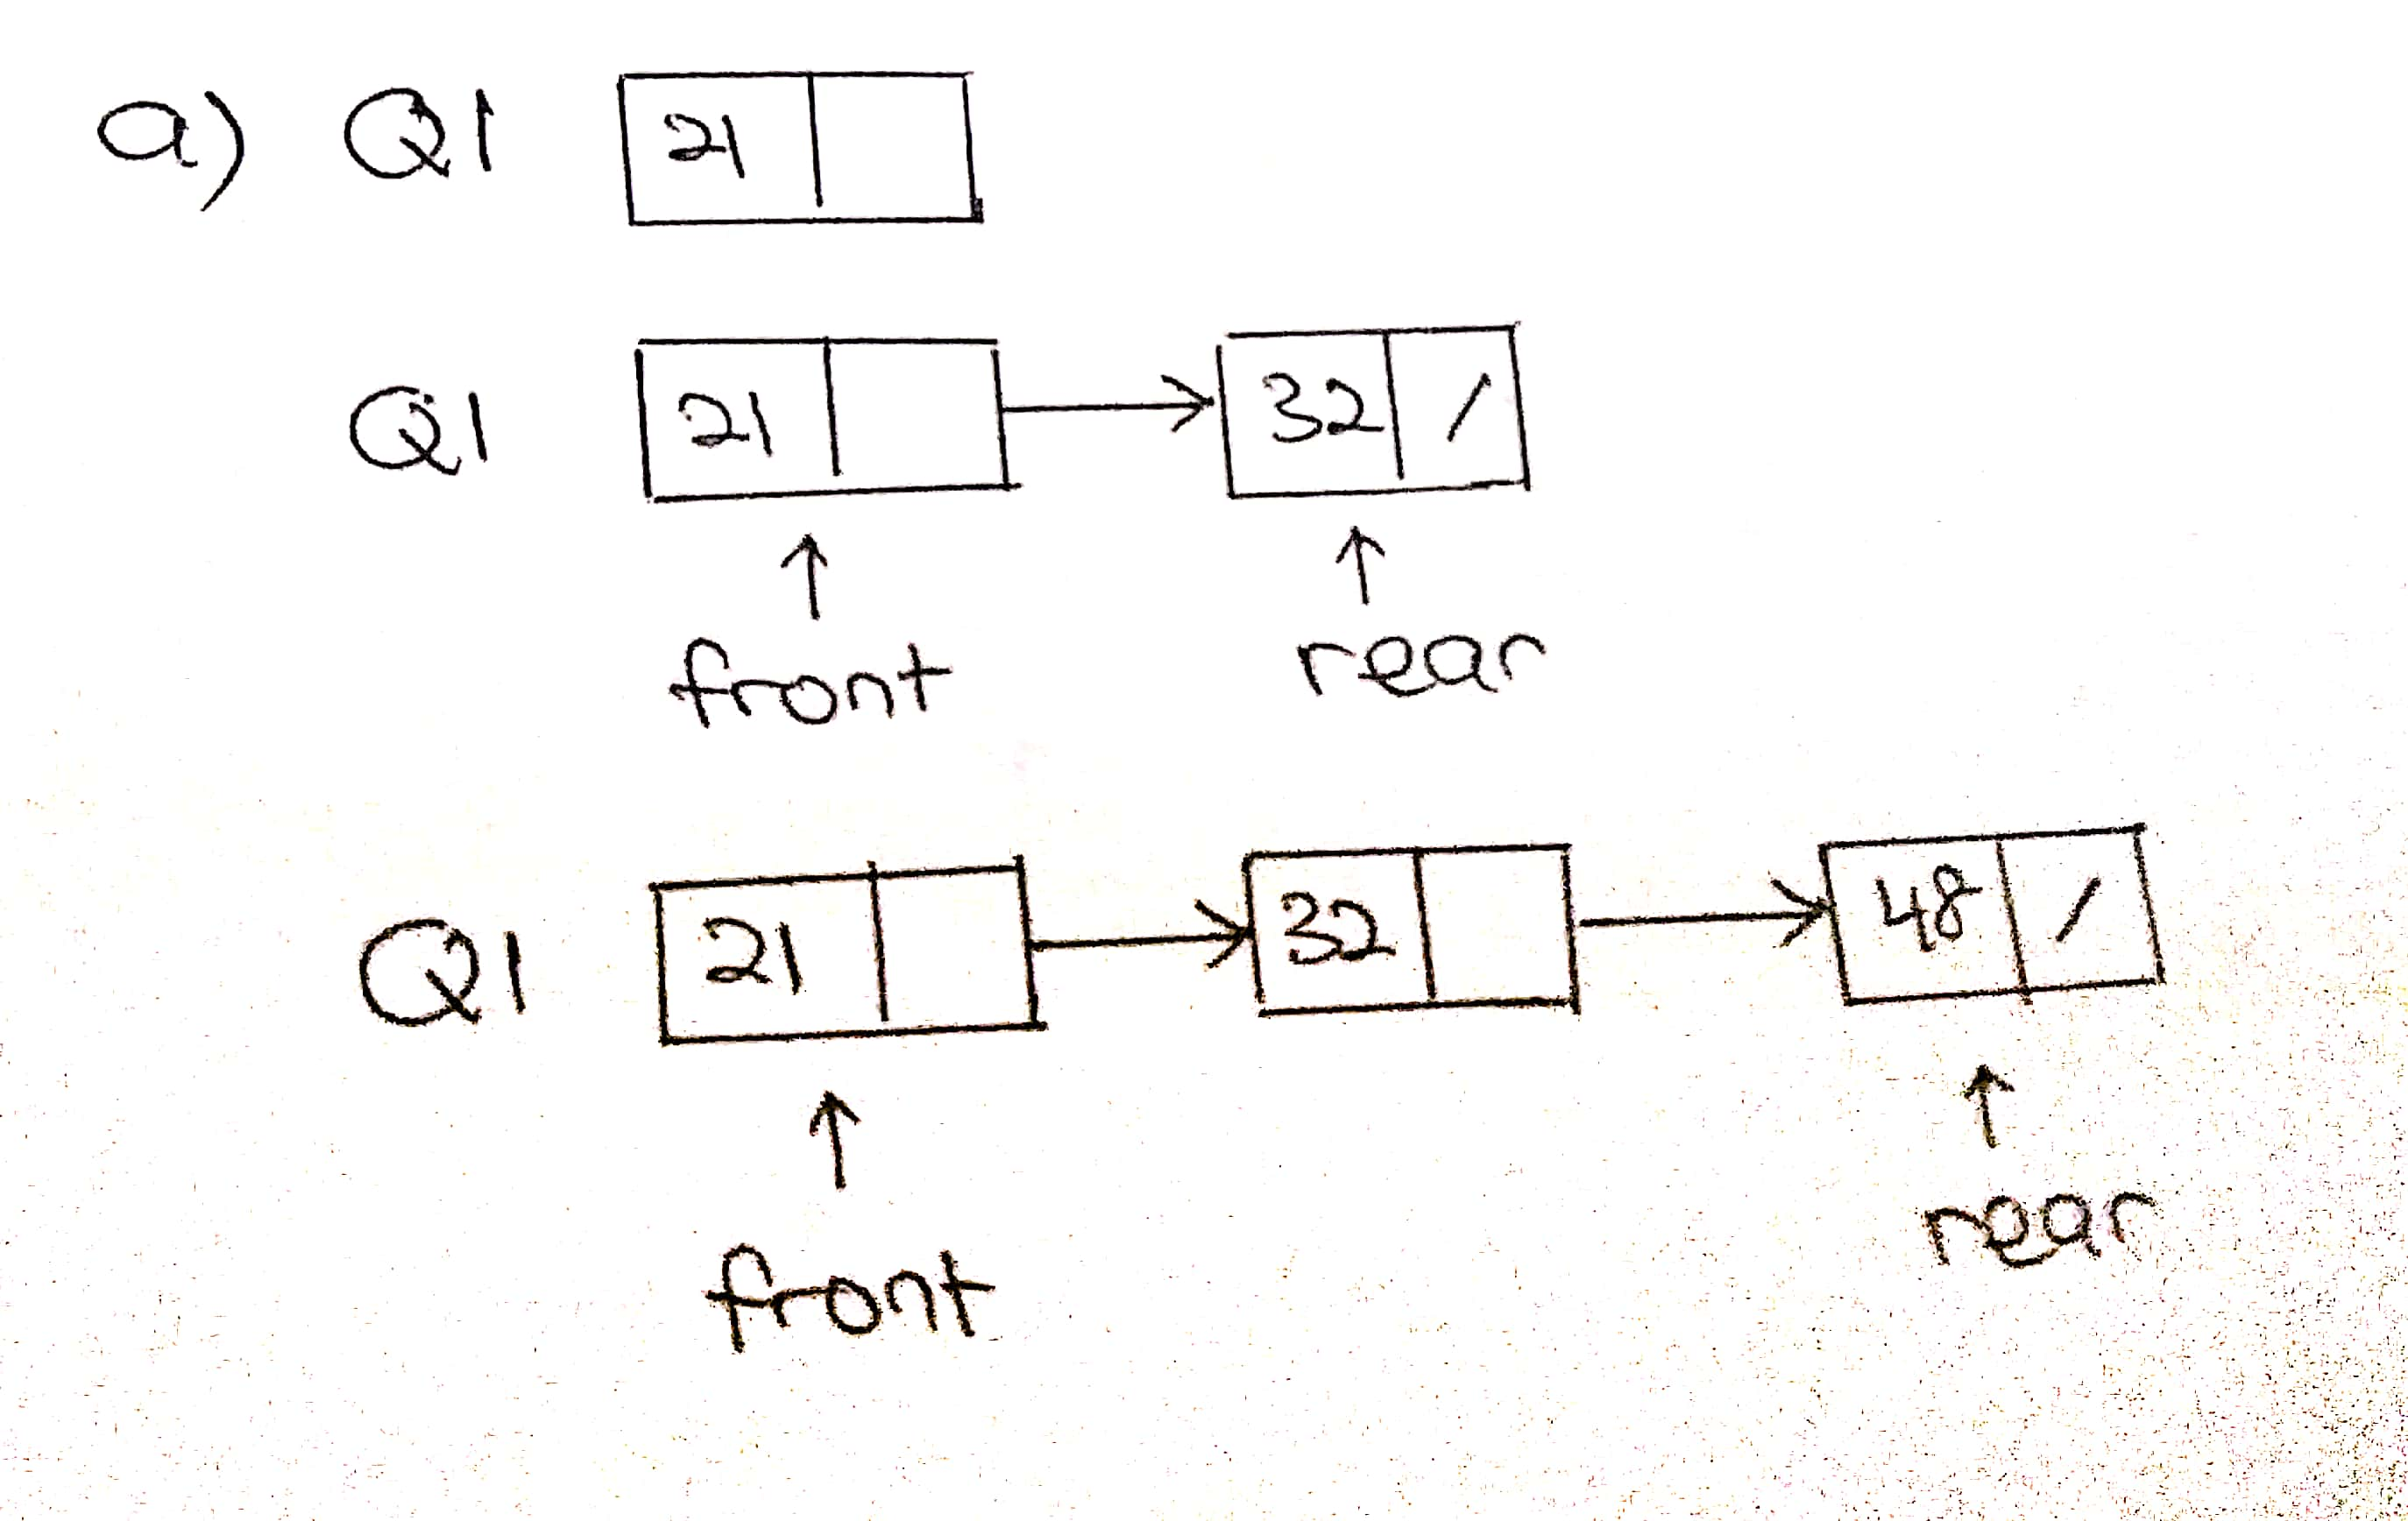 a) Q1 21
Q1 21 32 /
front rear
Q1 21 32 48 /
front rear